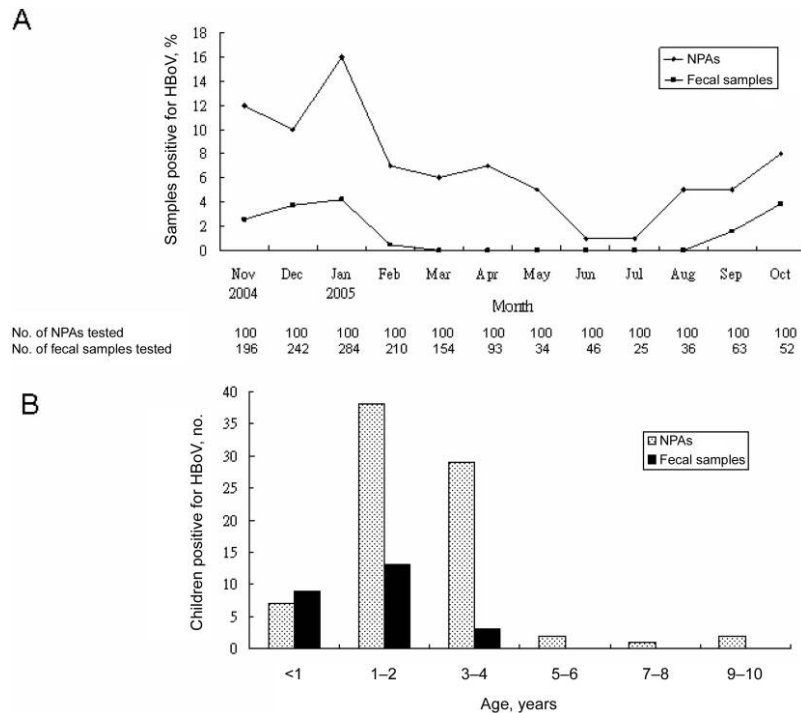 A
Samples positive for HBoV, %
18
16
14
12
10
8
6
4
2
0
NPAs
Fecal samples
Nov Dec Jan Feb Mar Apr May Jun Jul Aug Sep Oct
2004 2005
Month
No. of NPAs tested 100 100 100 100 100 100 100 100 100 100 100 100
No. of fecal samples tested 196 242 284 210 154 93 34 46 25 36 63 52
B
Children positive for HBoV, no.
40
35
30
25
20
15
10
5
0
NPAs
Fecal samples
<1 1–2 3–4 5–6 7–8 9–10
Age, years